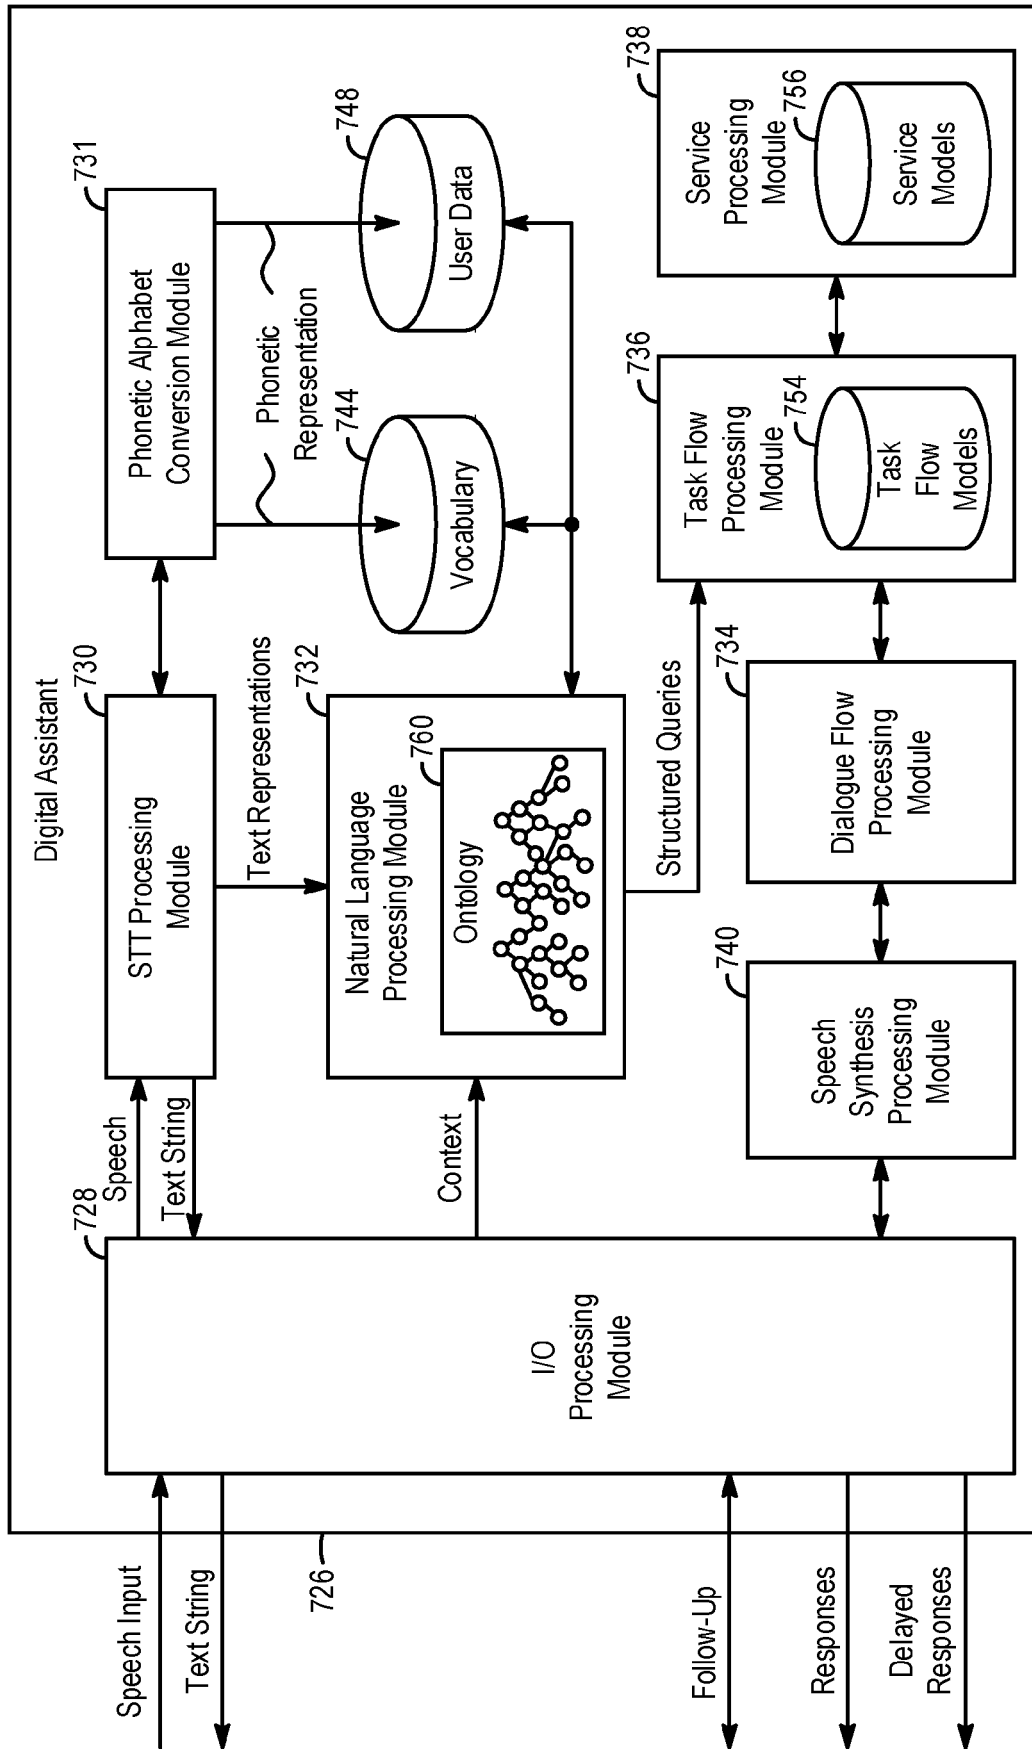 Digital Assistant
Speech Input
Text String
726
728
I/O
Processing
Module
Speech
Text String
730
STT Processing
Module
731
Phonetic Alphabet
Conversion Module
Phonetic
Representation
Text Representations
Context
732
Natural Language
Processing Module
760
Ontology
744
Vocabulary
748
User Data
Structured Queries
Follow-Up
Responses
Delayed
Responses
740
Speech
Synthesis
Processing
Module
734
Dialogue Flow
Processing
Module
736
Task Flow
Processing
Module
754
Task
Flow
Models
738
Service
Processing
Module
756
Service
Models